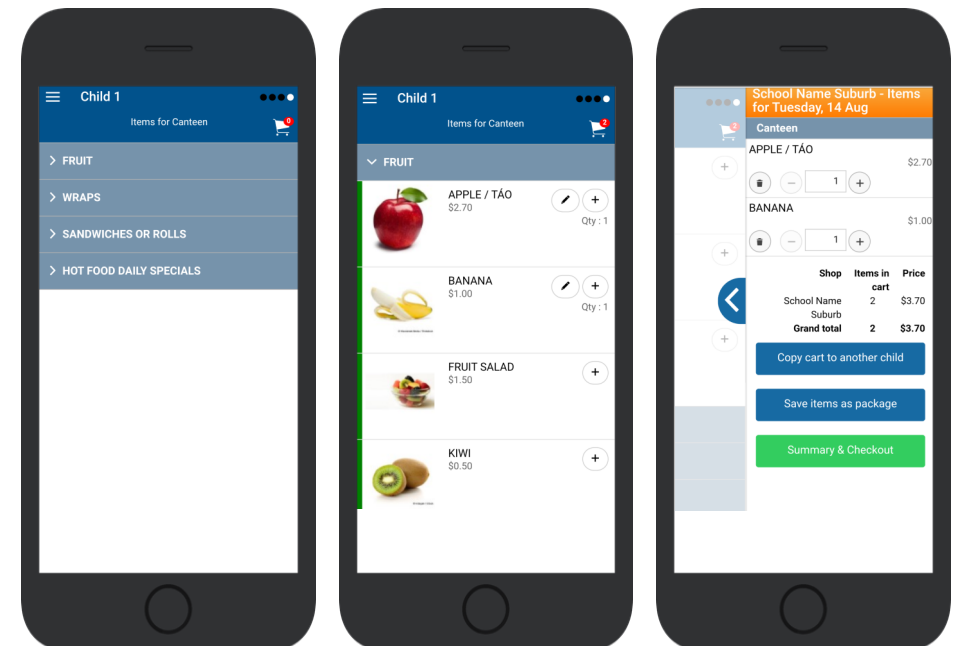 Child 1
Items for Canteen
0
FRUIT
WRAPS
SANDWICHES OR ROLLS
HOT FOOD DAILY SPECIALS
Child 1
Items for Canteen
2
FRUIT
APPLE / TÁO
$2.70
Qty : 1
BANANA
$1.00
Qty : 1
FRUIT SALAD
$1.50
KIWI
$0.50
School Name Suburb - Items
for Tuesday, 14 Aug
2
Canteen
APPLE / TÁO
$2.70
1
BANANA
$1.00
1
Shop Items in Price
cart
School Name 2 $3.70
Suburb
Grand total 2 $3.70
Copy cart to another child
Save items as package
Summary & Checkout